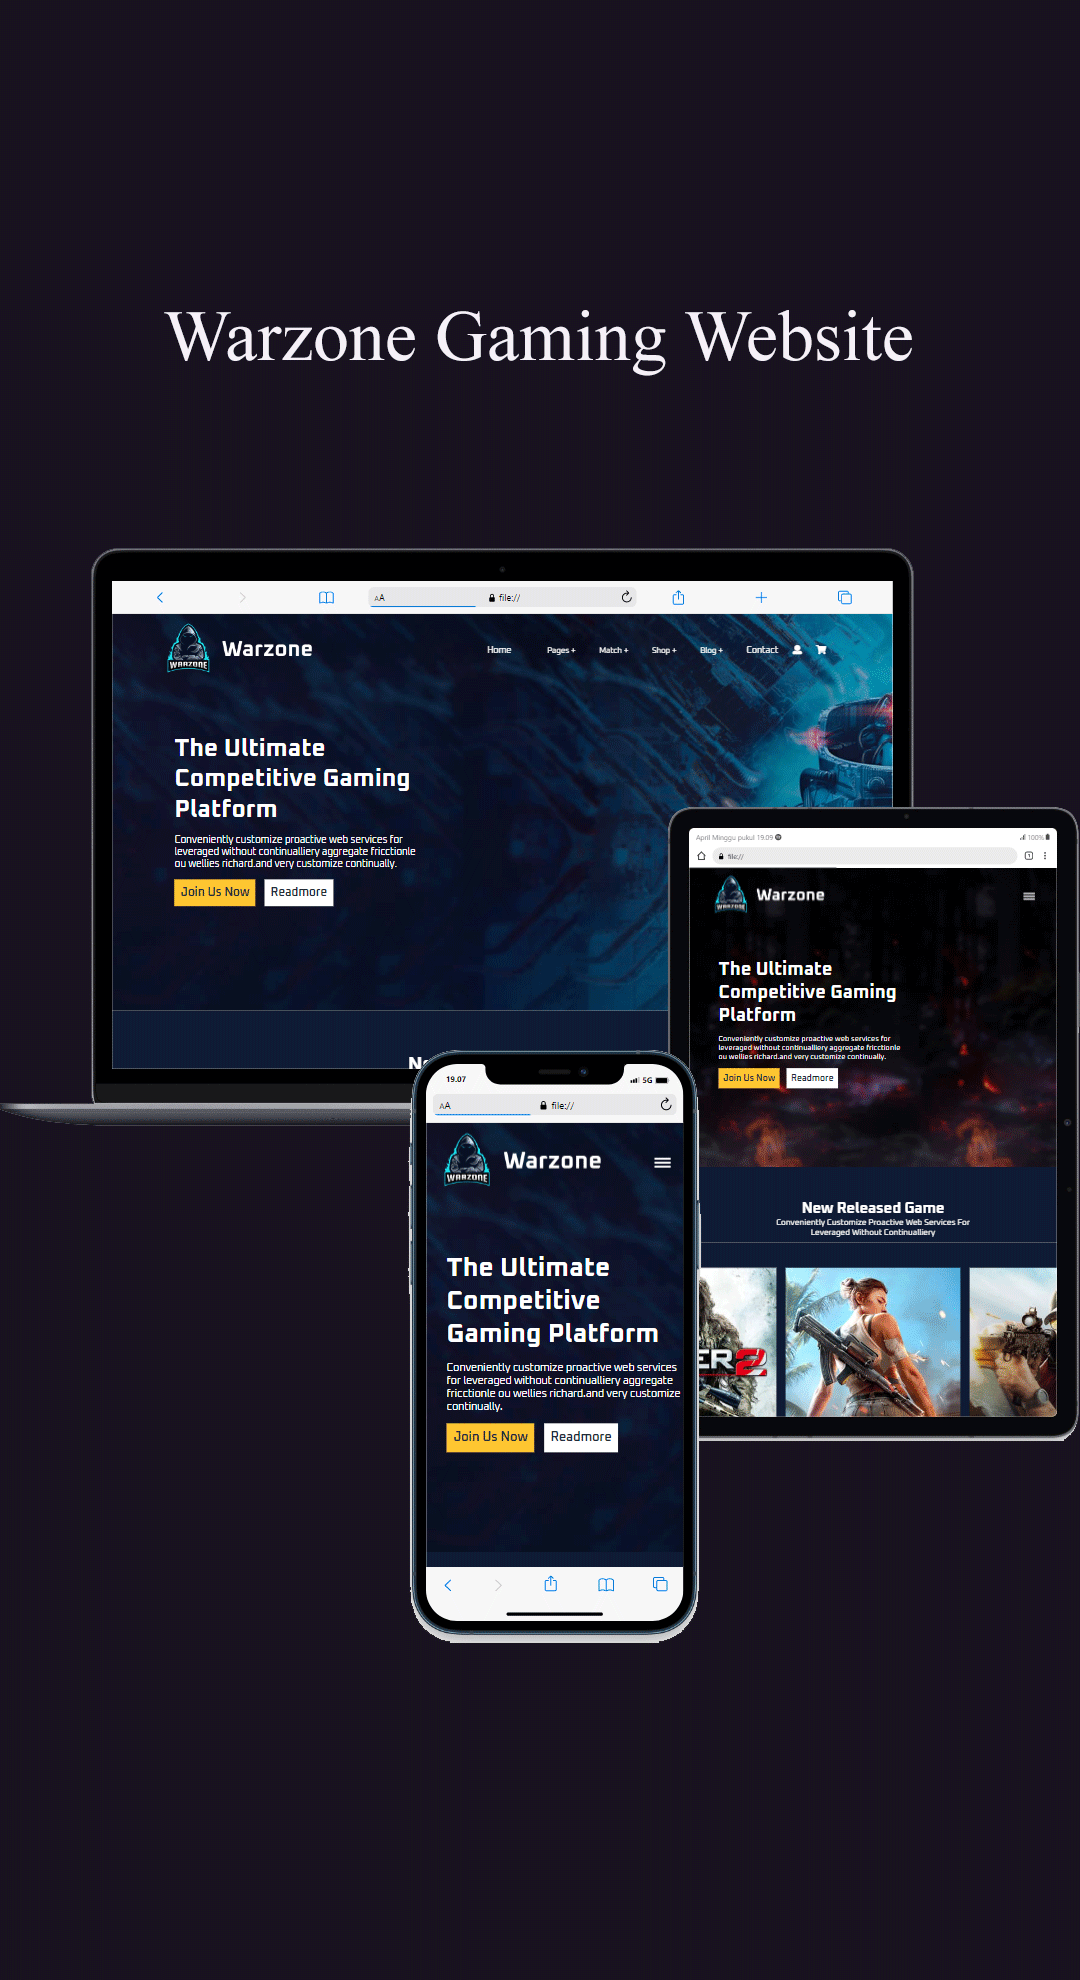 Warzone Gaming Website
AA file://
WARZONE Warzone Home Pages + Match + Shop + Blog + Contact
The Ultimate
Competitive Gaming
Platform
Conveniently customize proactive web services for
leveraged without continualliery aggregate fricctionle
ou wellies richard.and very customize continually.
Join Us Now Readmore
April Minggu pukul 19.09 100%
file:// 1
WARZONE Warzone
The Ultimate
Competitive Gaming
Platform
Conveniently customize proactive web services for
leveraged without continualliery aggregate fricctionle
ou wellies richard.and very customize continually.
Join Us Now Readmore
New Released Game
Conveniently Customize Proactive Web Services For
Leveraged Without Continualliery
ER 2
19.07 5G
AA file://
WARZONE Warzone
The Ultimate
Competitive
Gaming Platform
Conveniently customize proactive web services
for leveraged without continualliery aggregate
fricctionle ou wellies richard.and very customize
continually.
Join Us Now Readmore